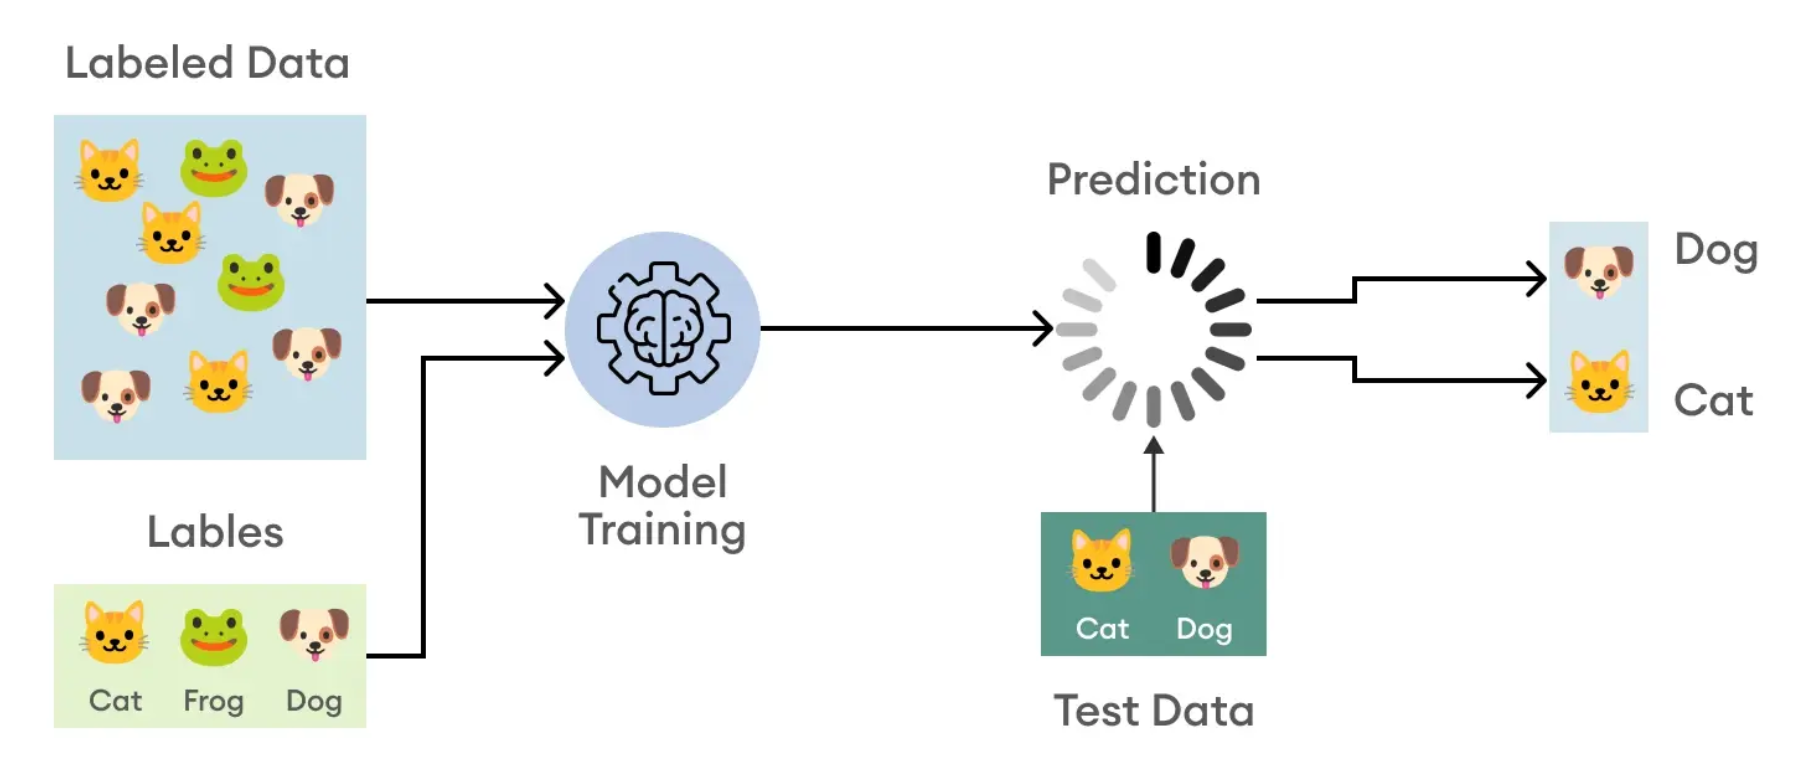 Labeled Data
Lables
Cat Frog Dog
Model
Training
Prediction
Cat Dog
Test Data
Dog
Cat